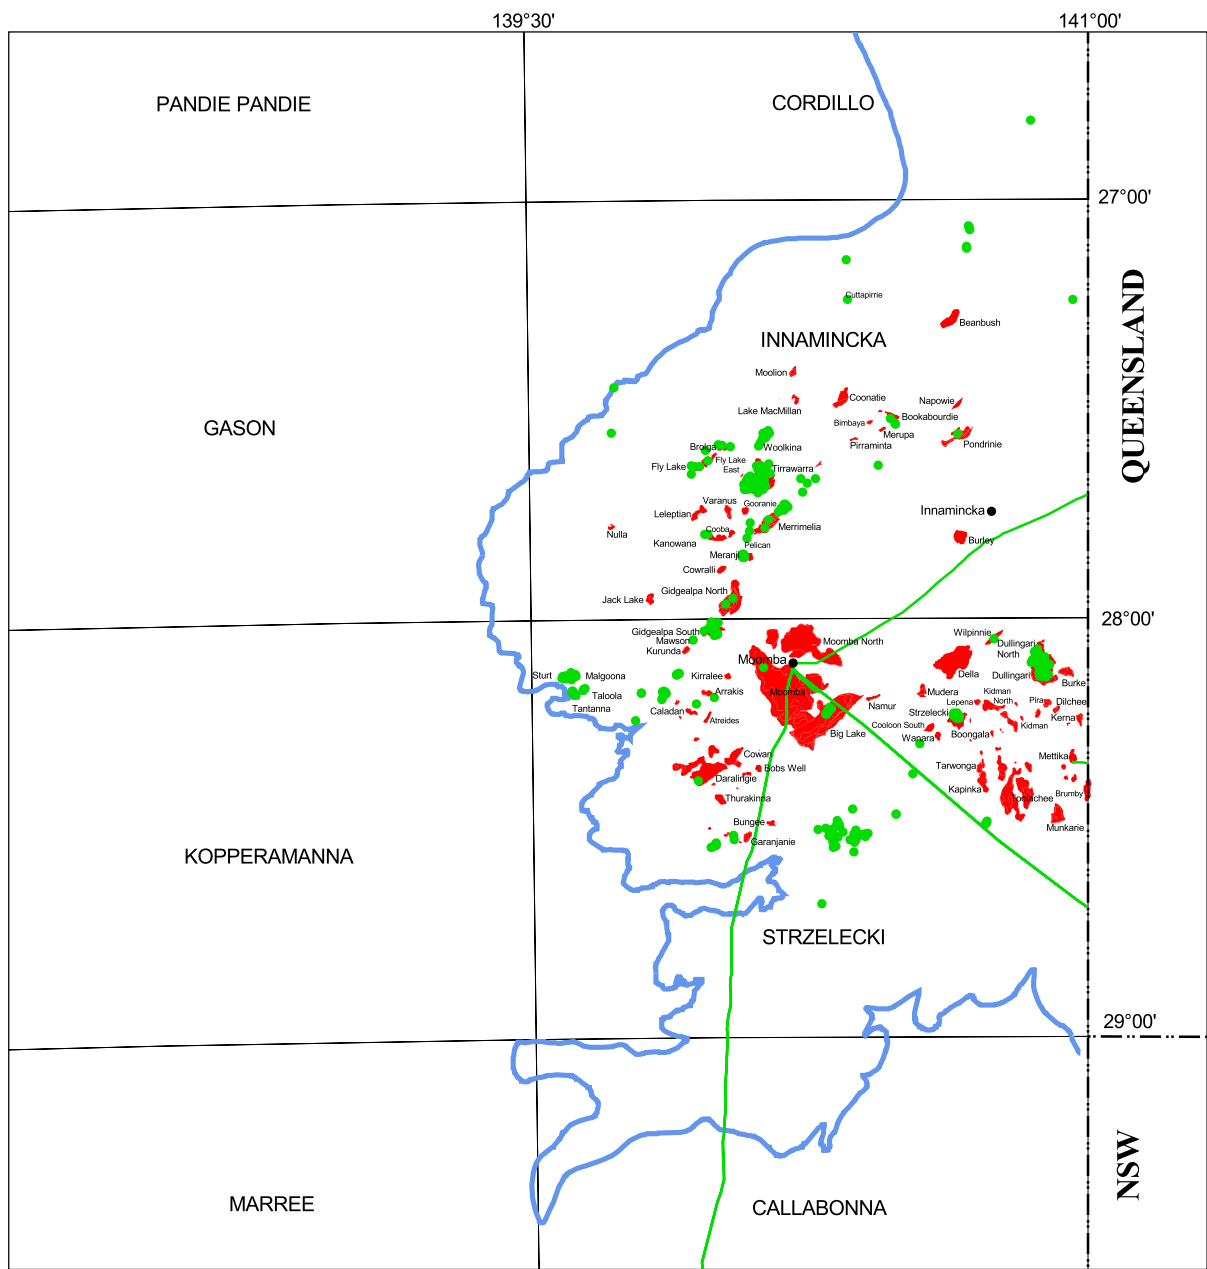 139°30'
141°00'
PANDIE PANDIE
CORDILLO
27°00'
QUEENSLAND
Cuttapirrie
Beanbush
INNAMINCKA
Moolion
Coonatie
Napowie
Lake MacMillan
Bookabourdie
Bimbaya
GASON
Merupa
Pirraminta
Pondrinie
Brolga
Woolkina
Fly Lake
East
Fly Lake
Tirrawarra
Varanus
Gooranie
Leleptian
Innamincka
Nulla
Cooba
Merrimelia
Kanowana
Pelican
Burley
Meranji
Cowralli
Gidgealpa North
Jack Lake
28°00'
Gidgealpa South
Mawson
Kurunda
Moomba North
Wilpinnie
Dullingari
North
Moomba
Della
Dullingari
Burke
Sturt
Malgoona
Kirralee
Taloola
Arrakis
Moomba
Mudera
Kidman
North
Namur
Lepena
Pira
Dilchee
Tantanna
Caladan
Atreides
Strzelecki
Kerna
Cooloon South
Kidman
Big Lake
Wanara
Boongala
Cowan
Mettika
Bobs Well
Tarwonga
Daralingie
Kapinka
Toolachee
Brumby
Thurakinna
Bungee
Munkarie
Garanjanie
KOPPERAMANNA
STRZELECKI
29°00'
NSW
MARREE
CALLABONNA